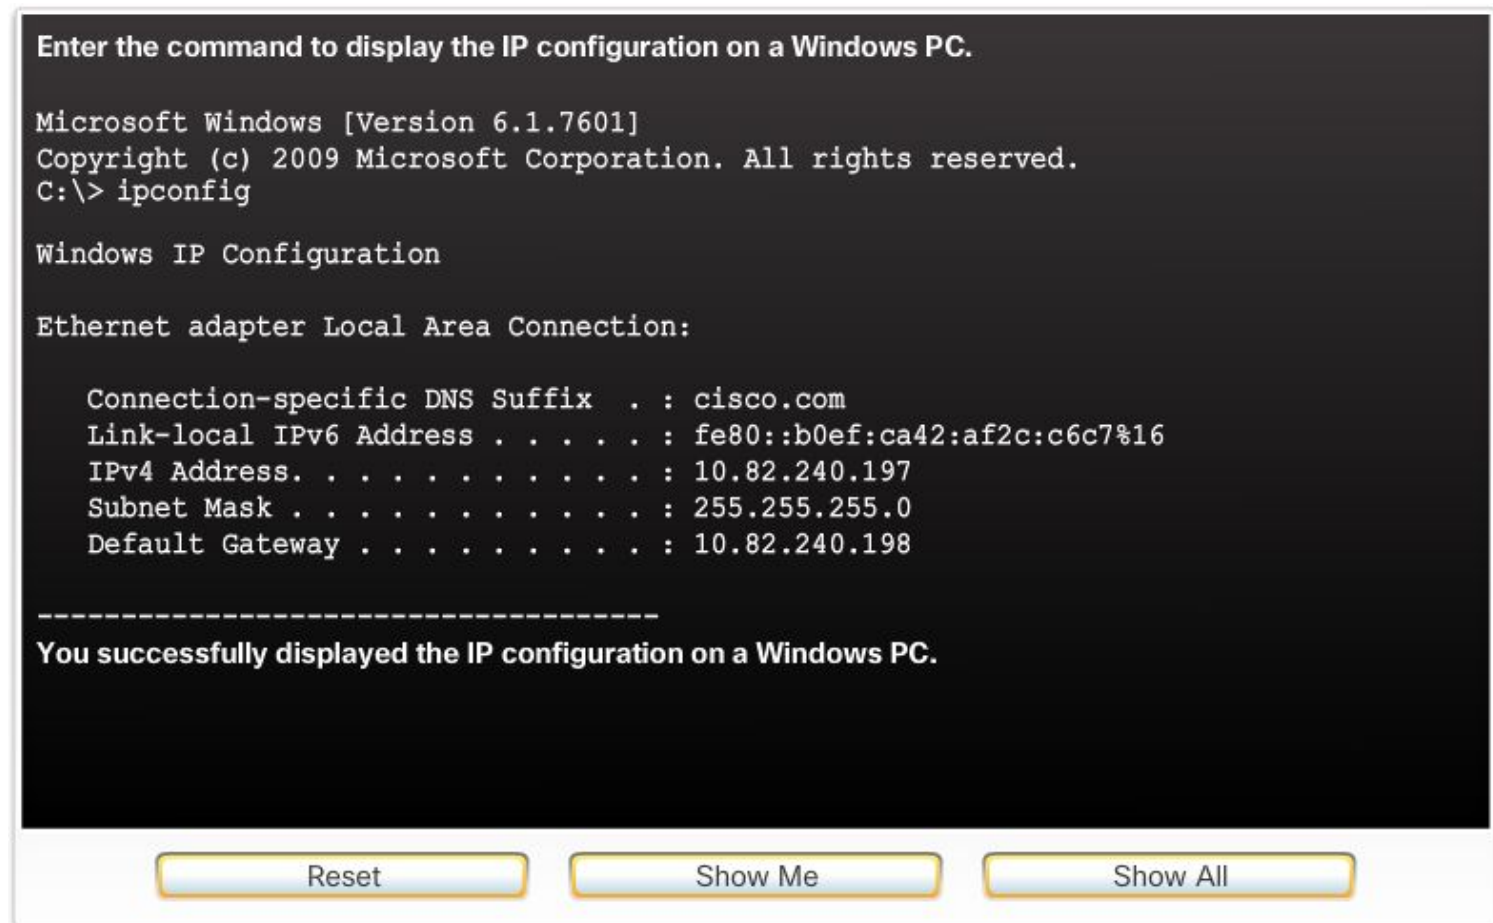 Enter the command to display the IP configuration on a Windows PC.
Microsoft Windows [Version 6.1.7601]
Copyright (c) 2009 Microsoft Corporation. All rights reserved.
C:\> ipconfig
Windows IP Configuration
Ethernet adapter Local Area Connection:
Connection-specific DNS Suffix . : cisco.com
Link-local IPv6 Address . . . . . : fe80::b0ef:ca42:af2c:c6c7%16
IPv4 Address. . . . . . . . . . . : 10.82.240.197
Subnet Mask . . . . . . . . . . . : 255.255.255.0
Default Gateway . . . . . . . . . : 10.82.240.198
-------------------------------------
You successfully displayed the IP configuration on a Windows PC.
Reset Show Me Show All